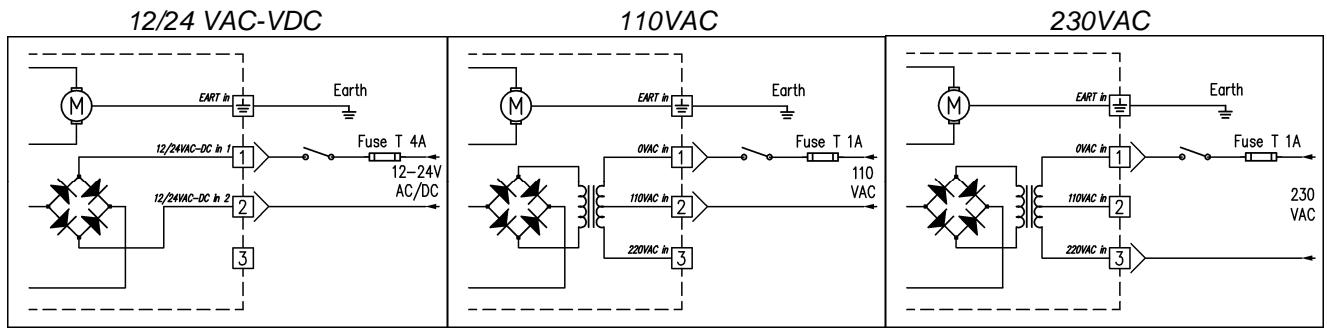 12/24 VAC-VDC
M
EART in
Earth
12/24VAC-DC in 1
1
Fuse T 4A
12-24V
AC/DC
12/24VAC-DC in 2
2
3
110VAC
M
EART in
Earth
0VAC in
1
Fuse T 1A
110
VAC
110VAC in
2
220VAC in
3
230VAC
M
EART in
Earth
0VAC in
1
Fuse T 1A
110VAC in
2
230
VAC
220VAC in
3